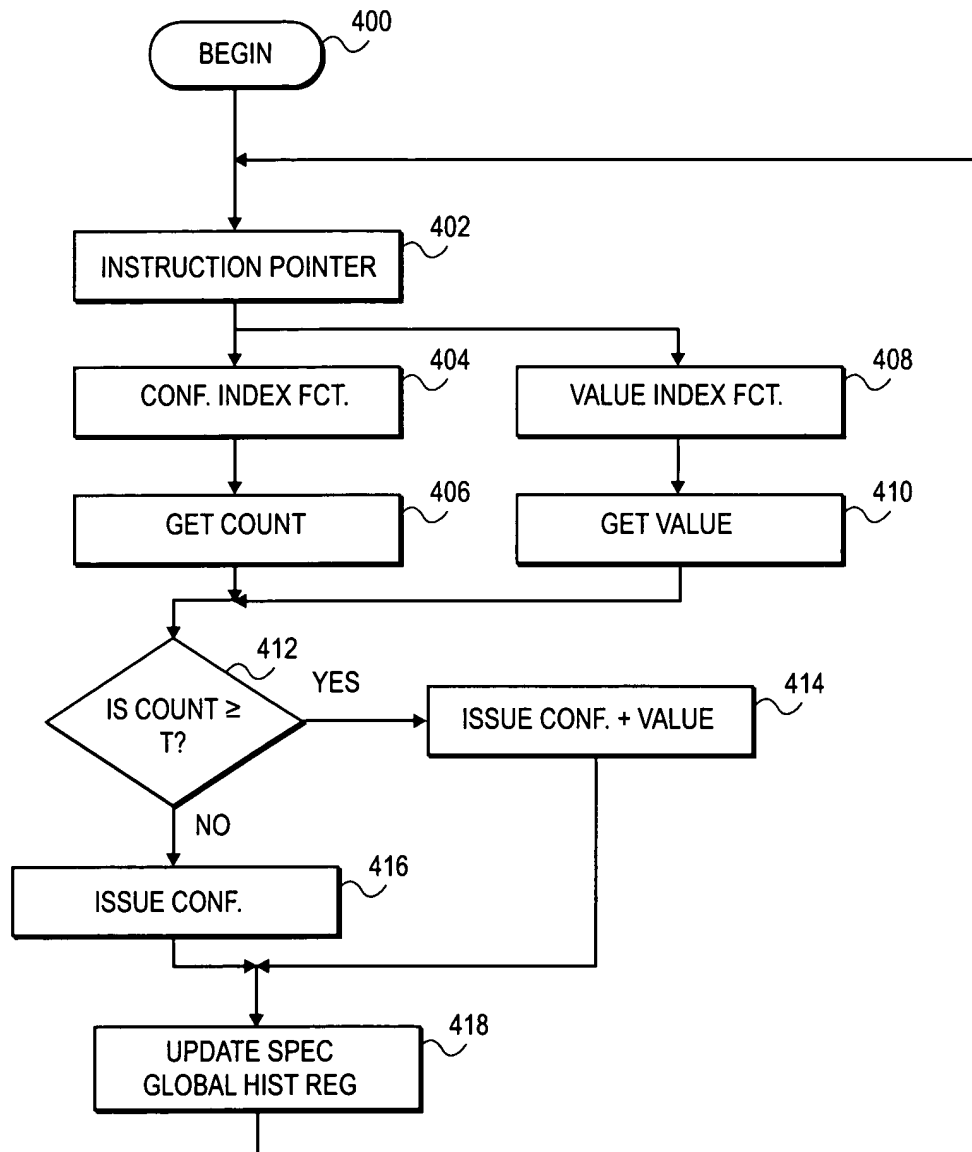 BEGIN
400
402
INSTRUCTION POINTER
404
CONF. INDEX FCT.
408
VALUE INDEX FCT.
406
GET COUNT
410
GET VALUE
412
IS COUNT ≥
T?
YES
414
ISSUE CONF. + VALUE
NO
416
ISSUE CONF.
418
UPDATE SPEC
GLOBAL HIST REG